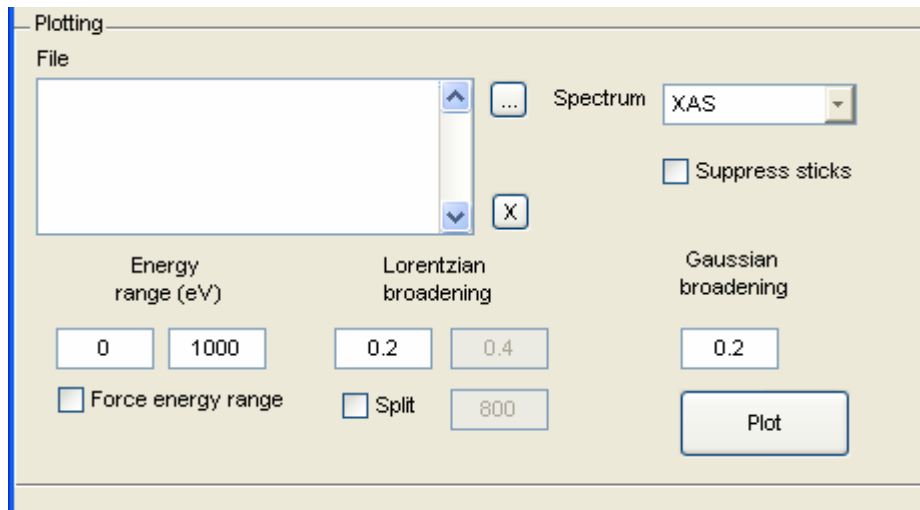 Plotting
File
...
Spectrum
XAS
Suppress sticks
X
Energy
range (eV)
Lorentzian
broadening
Gaussian
broadening
0
1000
0.2
0.4
0.2
Force energy range
Split
800
Plot